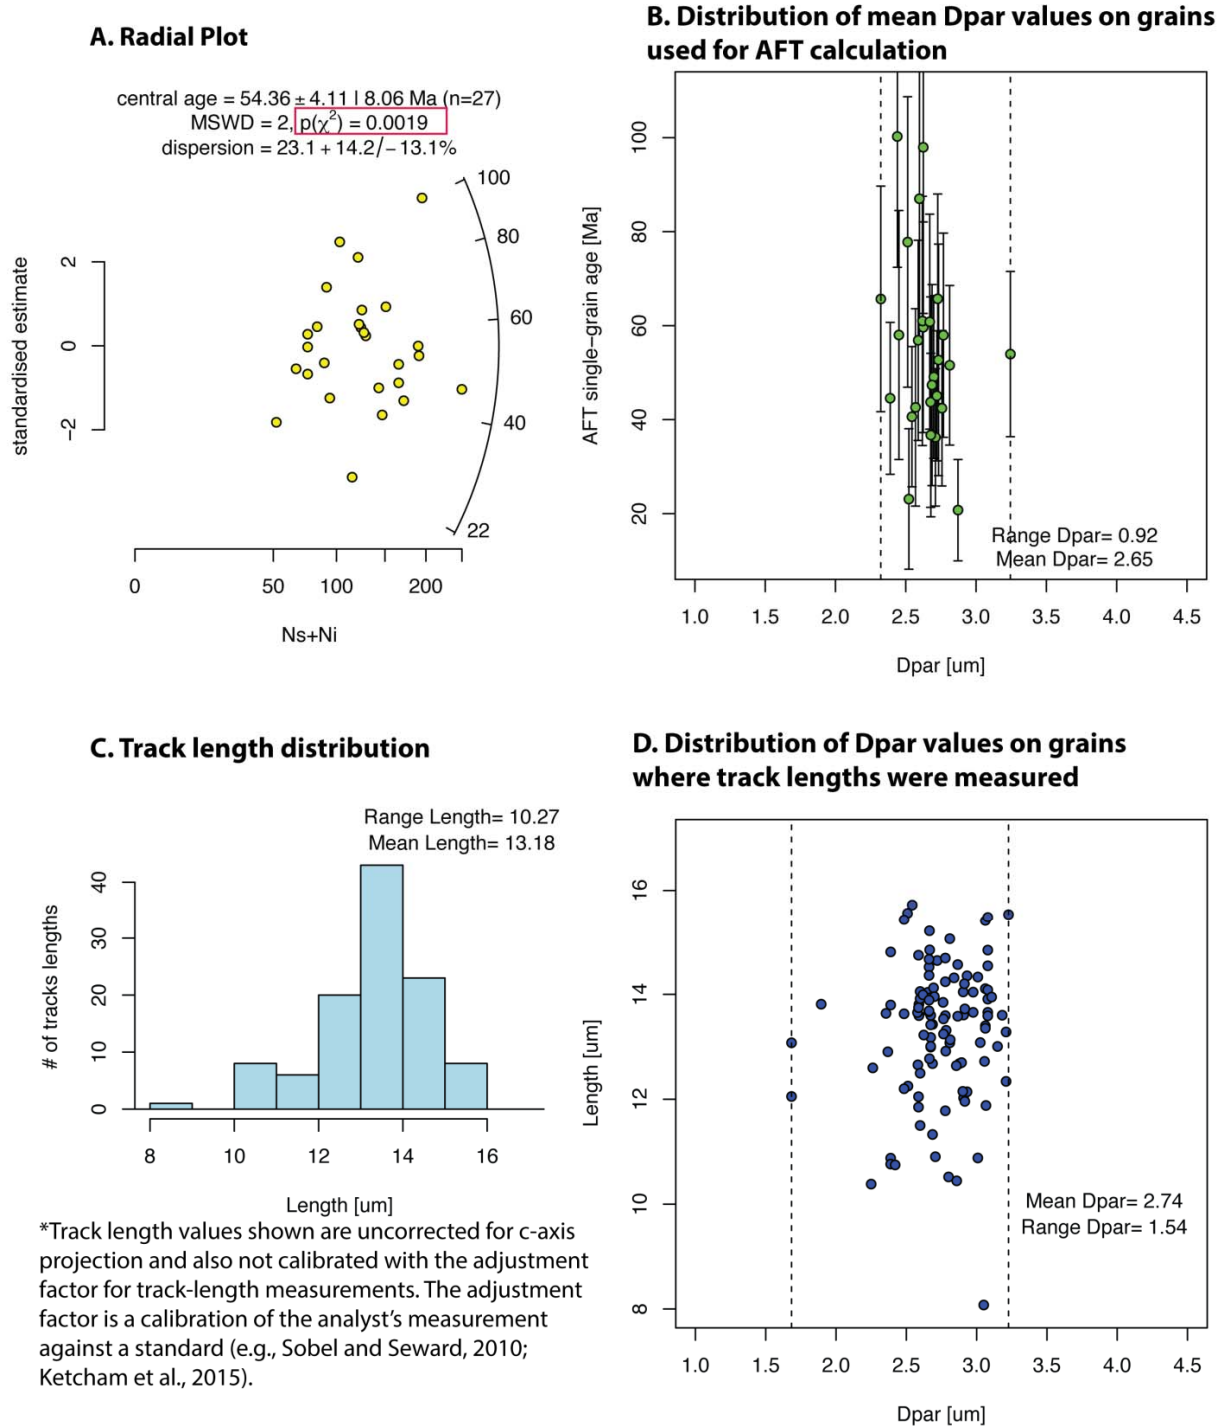 A. Radial Plot
central age = 54.36 ± 4.11 | 8.06 Ma (n=27)
MSWD = 2, p(χ²) = 0.0019
dispersion = 23.1 + 14.2/−13.1%
100
80
60
40
22
standardised estimate
2
0
−2
0
50
100
200
Ns+Ni
B. Distribution of mean Dpar values on grains
used for AFT calculation
AFT single−grain age [Ma]
100
80
60
40
20
Range Dpar= 0.92
Mean Dpar= 2.65
1.0
1.5
2.0
2.5
3.0
3.5
4.0
4.5
Dpar [um]
C. Track length distribution
Range Length= 10.27
Mean Length= 13.18
# of tracks lengths
40
30
20
10
0
8
10
12
14
16
Length [um]
*Track length values shown are uncorrected for c-axis
projection and also not calibrated with the adjustment
factor for track-length measurements. The adjustment
factor is a calibration of the analyst’s measurement
against a standard (e.g., Sobel and Seward, 2010;
Ketcham et al., 2015).
D. Distribution of Dpar values on grains
where track lengths were measured
Length [um]
16
14
12
10
8
Mean Dpar= 2.74
Range Dpar= 1.54
1.0
1.5
2.0
2.5
3.0
3.5
4.0
4.5
Dpar [um]